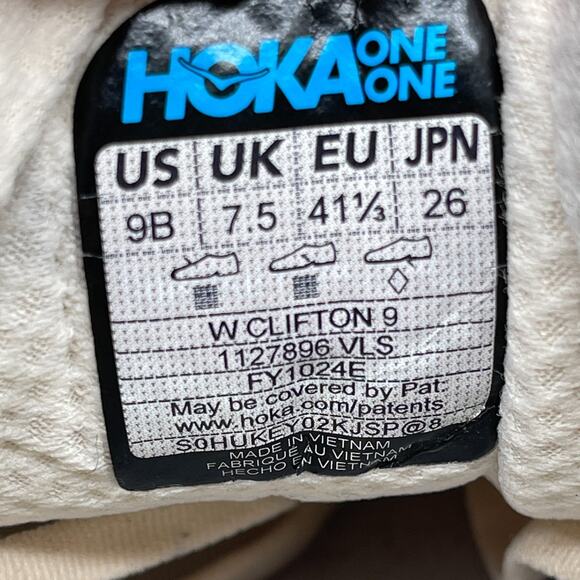 HOKA ONE ONE
US UK EU JPN
9B 7.5 41⅓ 26
W CLIFTON 9
1127896 VLS
FY1024E
May be covered by Pat.
www.hoka.com/patents
S0HUKEY02KJSP@8
MADE IN VIETNAM
FABRIQUÉ AU VIETNAM
HECHO EN VIETNAM